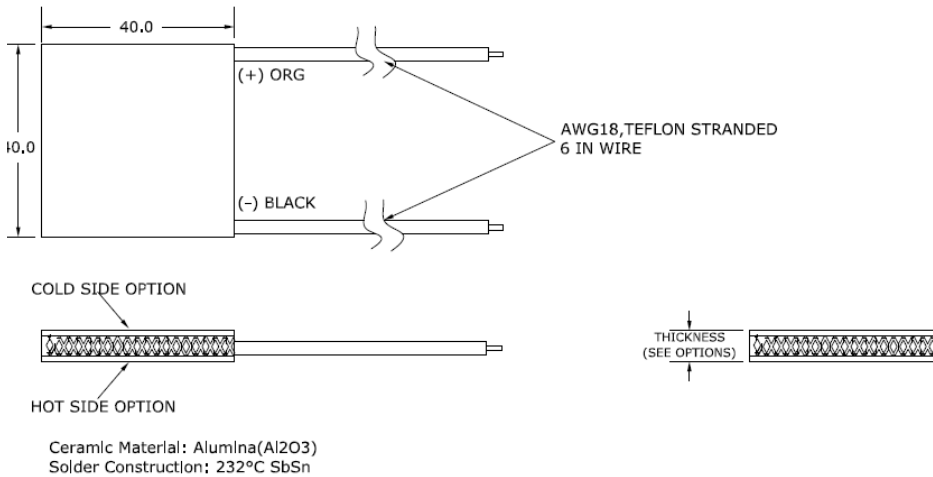 40.0
(+) ORG
40.0
AWG18,TEFLON STRANDED
6 IN WIRE
(-) BLACK
COLD SIDE OPTION
THICKNESS
(SEE OPTIONS)
HOT SIDE OPTION
Ceramic Material: Alumina(Al2O3)
Solder Construction: 232°C SbSn